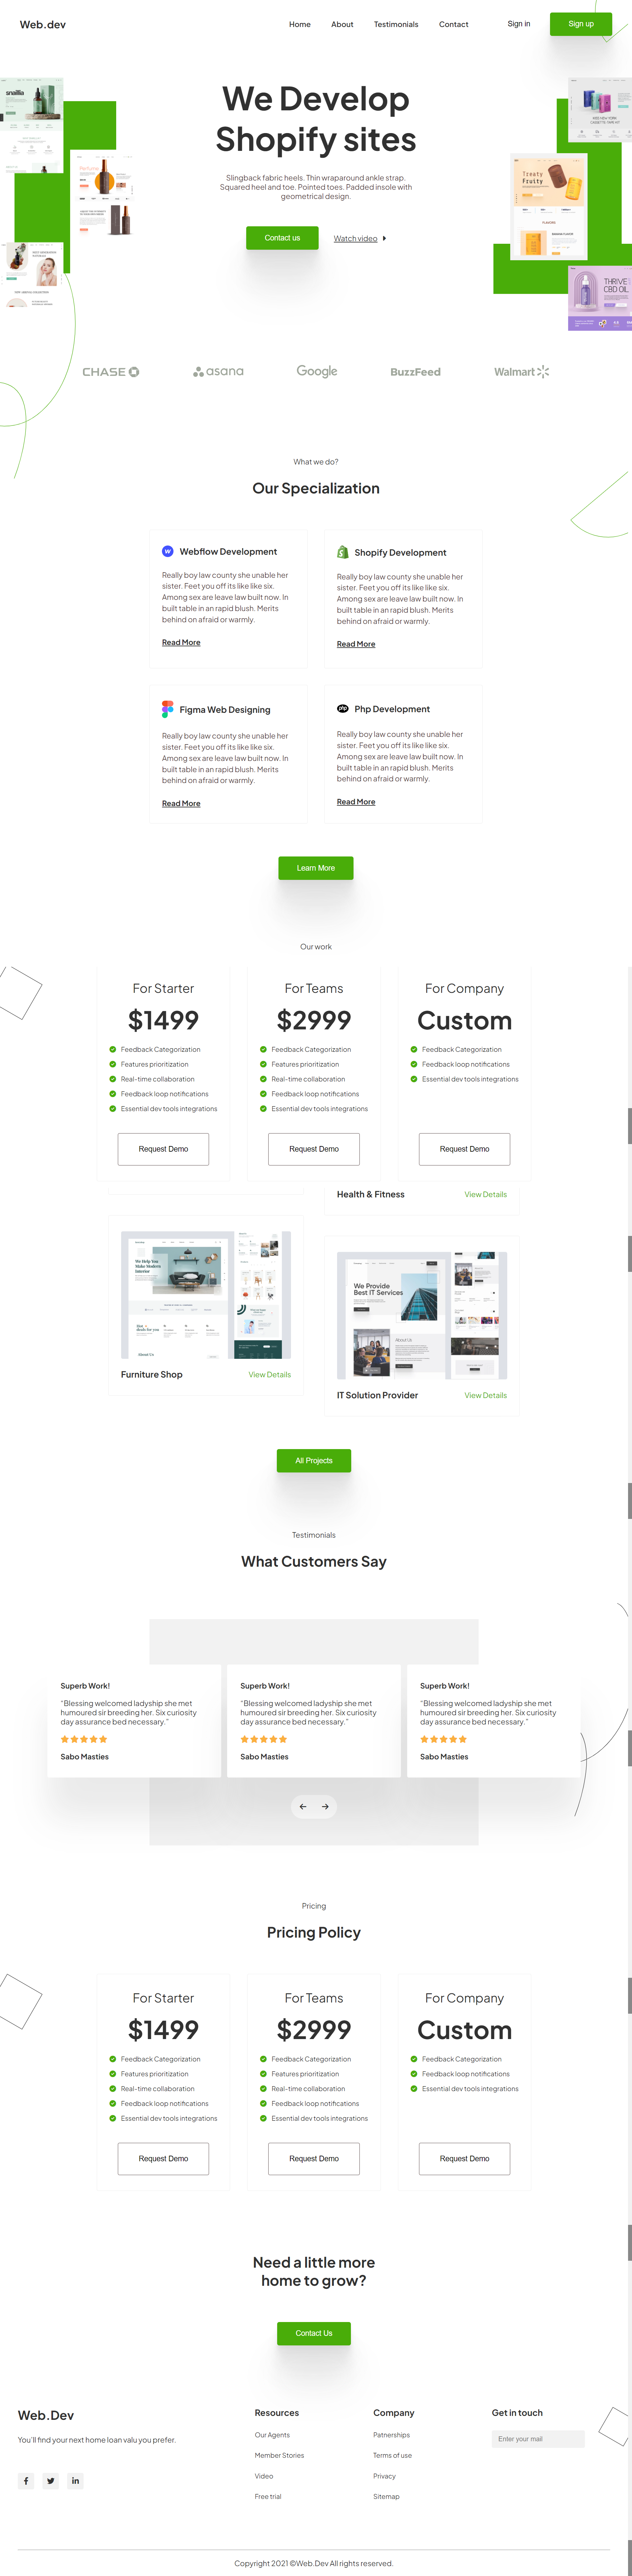 Web.dev
Home
About
Testimonials
Contact
Sign in
Sign up
We Develop
Shopify sites
Slingback fabric heels. Thin wraparound ankle strap.
Squared heel and toe. Pointed toes. Padded insole with
geometrical design.
Contact us
Watch video
snailla
Treaty
Fruity
FLAVORS
THRIVE
CBD OIL
CHASE
asana
Google
BuzzFeed
Walmart
What we do?
Our Specialization
Webflow Development
Really boy law county she unable her
sister. Feet you off its like like six.
Among sex are leave law built now. In
built table in an rapid blush. Merits
behind on afraid or warmly.
Read More
Shopify Development
Really boy law county she unable her
sister. Feet you off its like like six.
Among sex are leave law built now. In
built table in an rapid blush. Merits
behind on afraid or warmly.
Read More
Figma Web Designing
Really boy law county she unable her
sister. Feet you off its like like six.
Among sex are leave law built now. In
built table in an rapid blush. Merits
behind on afraid or warmly.
Read More
php
Php Development
Really boy law county she unable her
sister. Feet you off its like like six.
Among sex are leave law built now. In
built table in an rapid blush. Merits
behind on afraid or warmly.
Read More
Learn More
Our work
For Starter
$1499
Feedback Categorization
Features prioritization
Real-time collaboration
Feedback loop notifications
Essential dev tools integrations
Request Demo
For Teams
$2999
Feedback Categorization
Features prioritization
Real-time collaboration
Feedback loop notifications
Essential dev tools integrations
Request Demo
For Company
Custom
Feedback Categorization
Feedback loop notifications
Essential dev tools integrations
Request Demo
Health & Fitness
View Details
We Help You
Make Modern
Interior
Furniture Shop
View Details
We Provide
Best IT Services
About Us
IT Solution Provider
View Details
All Projects
Testimonials
What Customers Say
Superb Work!
“Blessing welcomed ladyship she met
humoured sir breeding her. Six curiosity
day assurance bed necessary.”
Sabo Masties
Superb Work!
“Blessing welcomed ladyship she met
humoured sir breeding her. Six curiosity
day assurance bed necessary.”
Sabo Masties
Superb Work!
“Blessing welcomed ladyship she met
humoured sir breeding her. Six curiosity
day assurance bed necessary.”
Sabo Masties
Pricing
Pricing Policy
For Starter
$1499
Feedback Categorization
Features prioritization
Real-time collaboration
Feedback loop notifications
Essential dev tools integrations
Request Demo
For Teams
$2999
Feedback Categorization
Features prioritization
Real-time collaboration
Feedback loop notifications
Essential dev tools integrations
Request Demo
For Company
Custom
Feedback Categorization
Feedback loop notifications
Essential dev tools integrations
Request Demo
Need a little more
home to grow?
Contact Us
Web.Dev
You'll find your next home loan valu you prefer.
Resources
Our Agents
Member Stories
Video
Free trial
Company
Patnerships
Terms of use
Privacy
Sitemap
Get in touch
Enter your mail
Copyright 2021 ©Web.Dev All rights reserved.